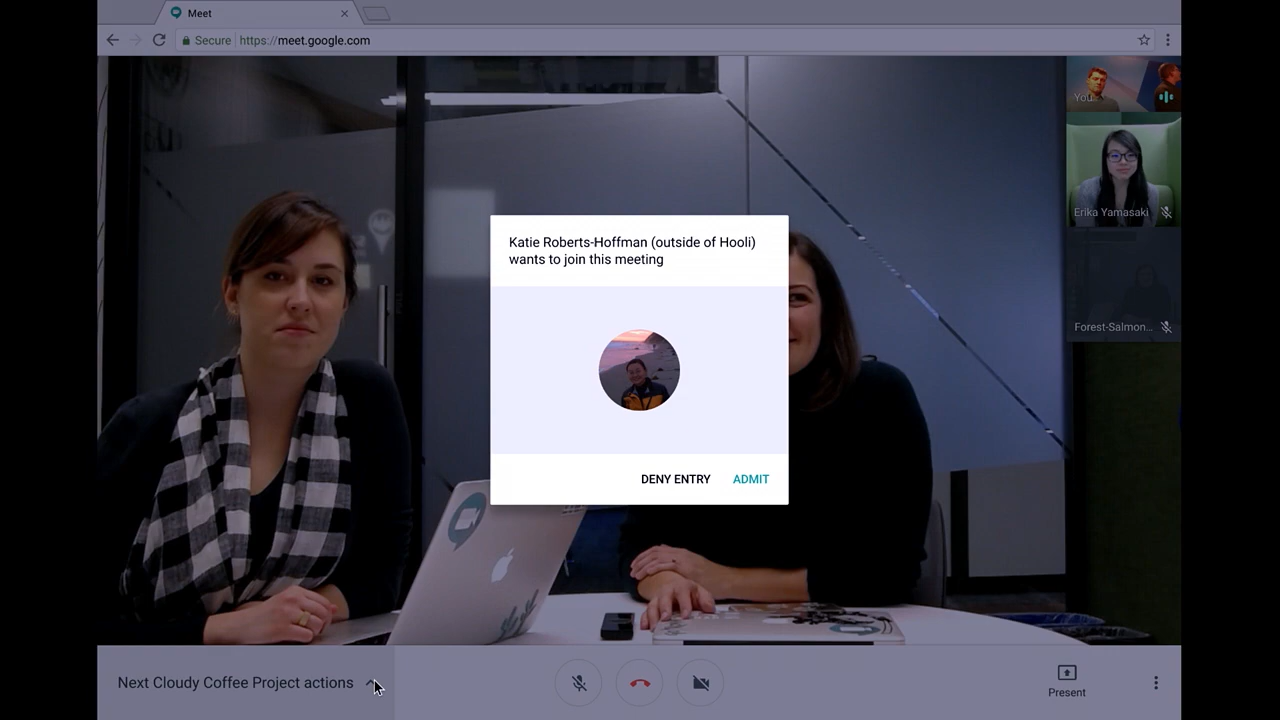 Meet
Secure https://meet.google.com
You
Erika Yamasaki
Forest-Salmon...
Katie Roberts-Hoffman (outside of Hooli)
wants to join this meeting
DENY ENTRY ADMIT
Next Cloudy Coffee Project actions
Present